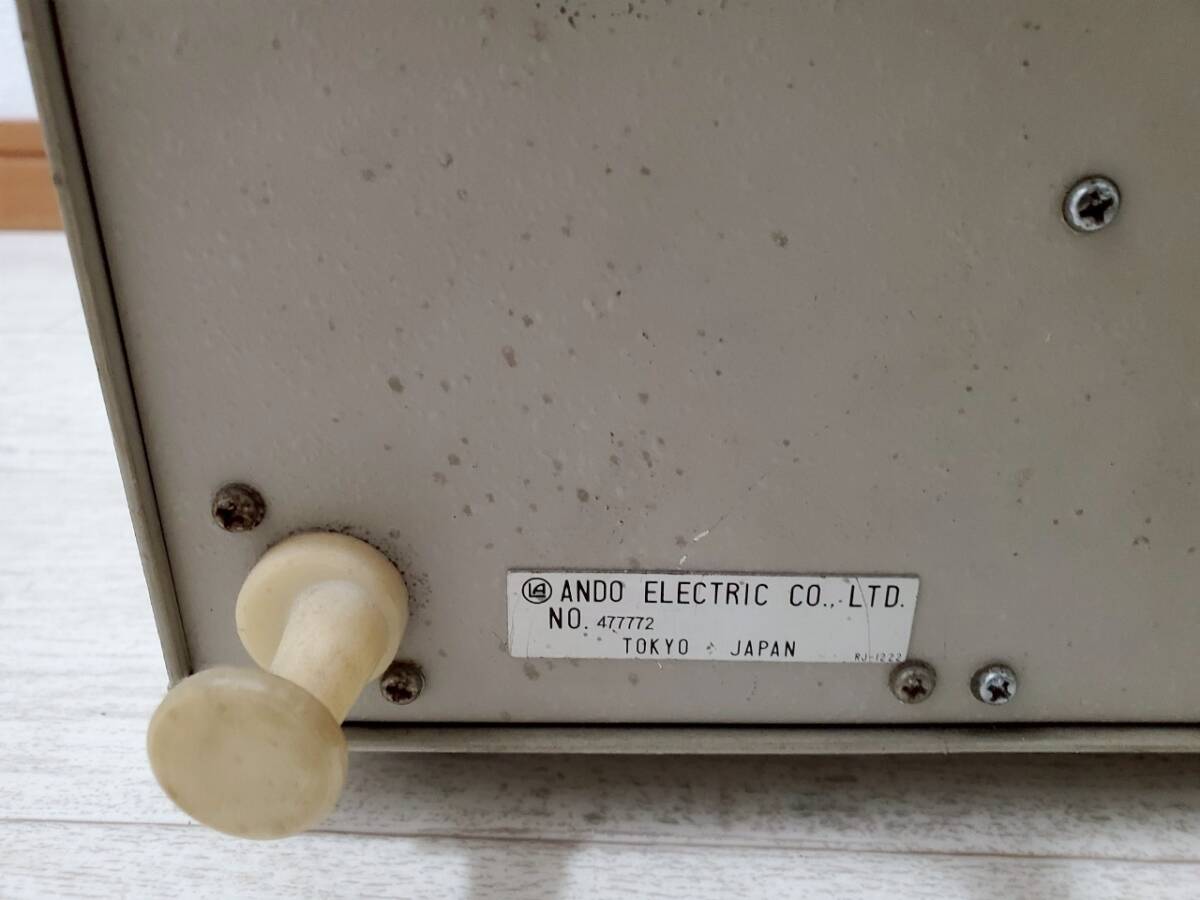 ANDO ELECTRIC CO., LTD.
NO. 477772
TOKYO · JAPAN
RJ-1222